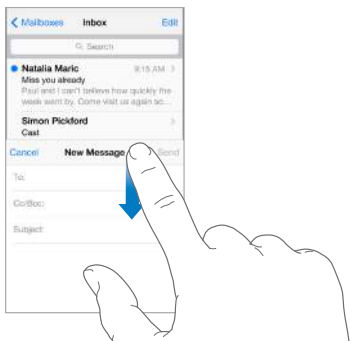 Mailboxes Inbox Edit
Search
Natalia Maric 9:15 AM
Miss you already
Paul and I can't believe how quickly the
week went by. Come visit us again so...
Simon Pickford
Cast
Cancel New Message Send
To:
Cc/Bcc:
Subject: